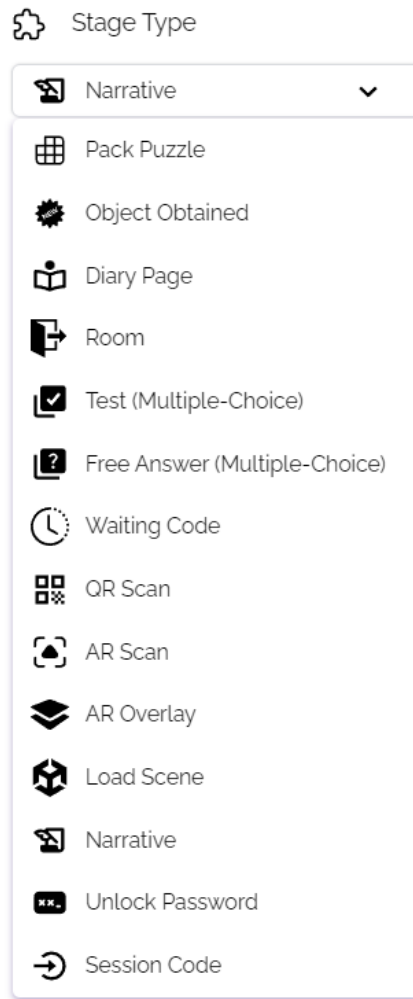 Stage Type
Narrative
Pack Puzzle
NEW
Object Obtained
Diary Page
Room
Test (Multiple-Choice)
?
Free Answer (Multiple-Choice)
Waiting Code
QR Scan
AR Scan
AR Overlay
Load Scene
Narrative
Unlock Password
Session Code